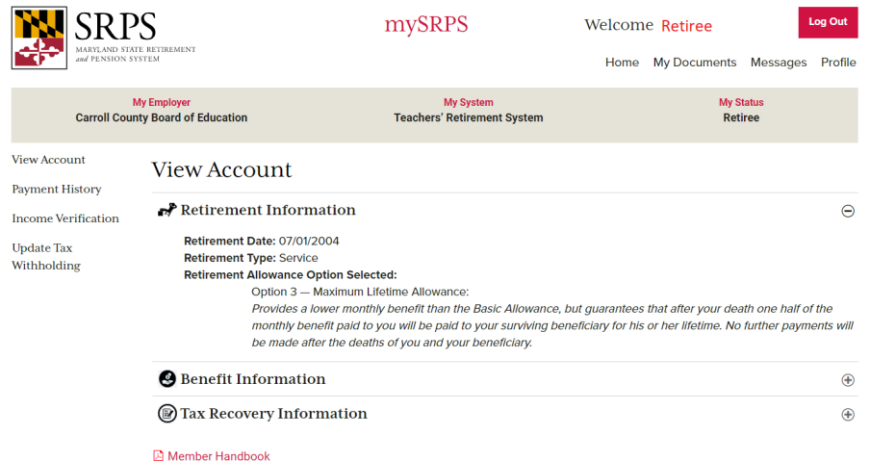 SRPS
MARYLAND STATE RETIREMENT
and PENSION SYSTEM
mySRPS
Welcome Retiree
Log Out
Home My Documents Messages Profile
My Employer
Carroll County Board of Education
My System
Teachers' Retirement System
My Status
Retiree
View Account
Payment History
Income Verification
Update Tax
Withholding
View Account
Retirement Information
Retirement Date: 07/01/2004
Retirement Type: Service
Retirement Allowance Option Selected:
Option 3 — Maximum Lifetime Allowance:
Provides a lower monthly benefit than the Basic Allowance, but guarantees that after your death one half of the
monthly benefit paid to you will be paid to your surviving beneficiary for his or her lifetime. No further payments will
be made after the deaths of you and your beneficiary.
Benefit Information
Tax Recovery Information
Member Handbook